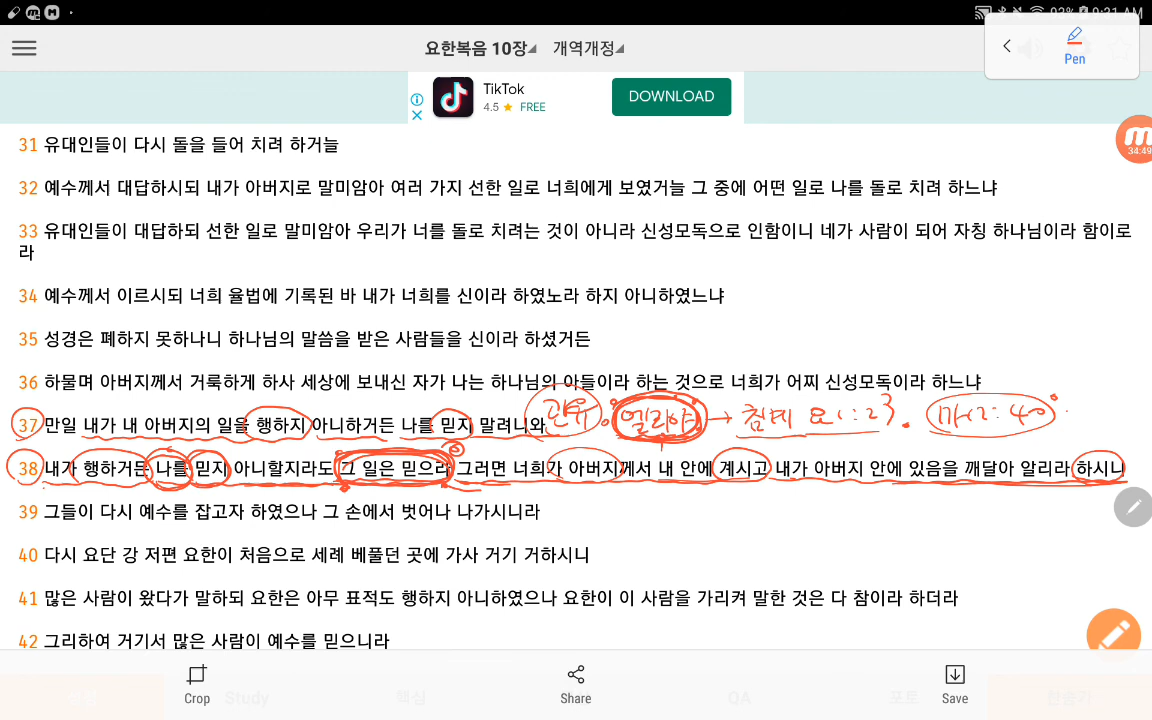 93% 9:31 AM
요한복음 10장 개역개정
Pen
TikTok
4.5 ★ FREE
DOWNLOAD
34:49
31 유대인들이 다시 돌을 들어 치려 하거늘
32 예수께서 대답하시되 내가 아버지로 말미암아 여러 가지 선한 일로 너희에게 보였거늘 그 중에 어떤 일로 나를 돌로 치려 하느냐
33 유대인들이 대답하되 선한 일로 말미암아 우리가 너를 돌로 치려는 것이 아니라 신성모독으로 인함이니 네가 사람이 되어 자칭 하나님이라 함이로
라
34 예수께서 이르시되 너희 율법에 기록된 바 내가 너희를 신이라 하였노라 하지 아니하였느냐
35 성경은 폐하지 못하나니 하나님의 말씀을 받은 사람들을 신이라 하셨거든
36 하물며 아버지께서 거룩하게 하사 세상에 보내신 자가 나는 하나님의 아들이라 하는 것으로 너희가 어찌 신성모독이라 하느냐
엘리야 →
37 만일 내가 내 아버지의 일을 행하지 아니하거든 나를 믿지 말려니와
38 내가 행하거든 나를 믿지 아니할지라도 그 일은 믿으라 그러면 너희가 아버지께서 내 안에 계시고 내가 아버지 안에 있음을 깨달아 알리라 하시니
39 그들이 다시 예수를 잡고자 하였으나 그 손에서 벗어나 나가시니라
40 다시 요단 강 저편 요한이 처음으로 세례 베풀던 곳에 가사 거기 거하시니
41 많은 사람이 왔다가 말하되 요한은 아무 표적도 행하지 아니하였으나 요한이 이 사람을 가리켜 말한 것은 다 참이라 하더라
42 그리하여 거기서 많은 사람이 예수를 믿으니라
Crop Share Save
Study 핵심 QA 포토